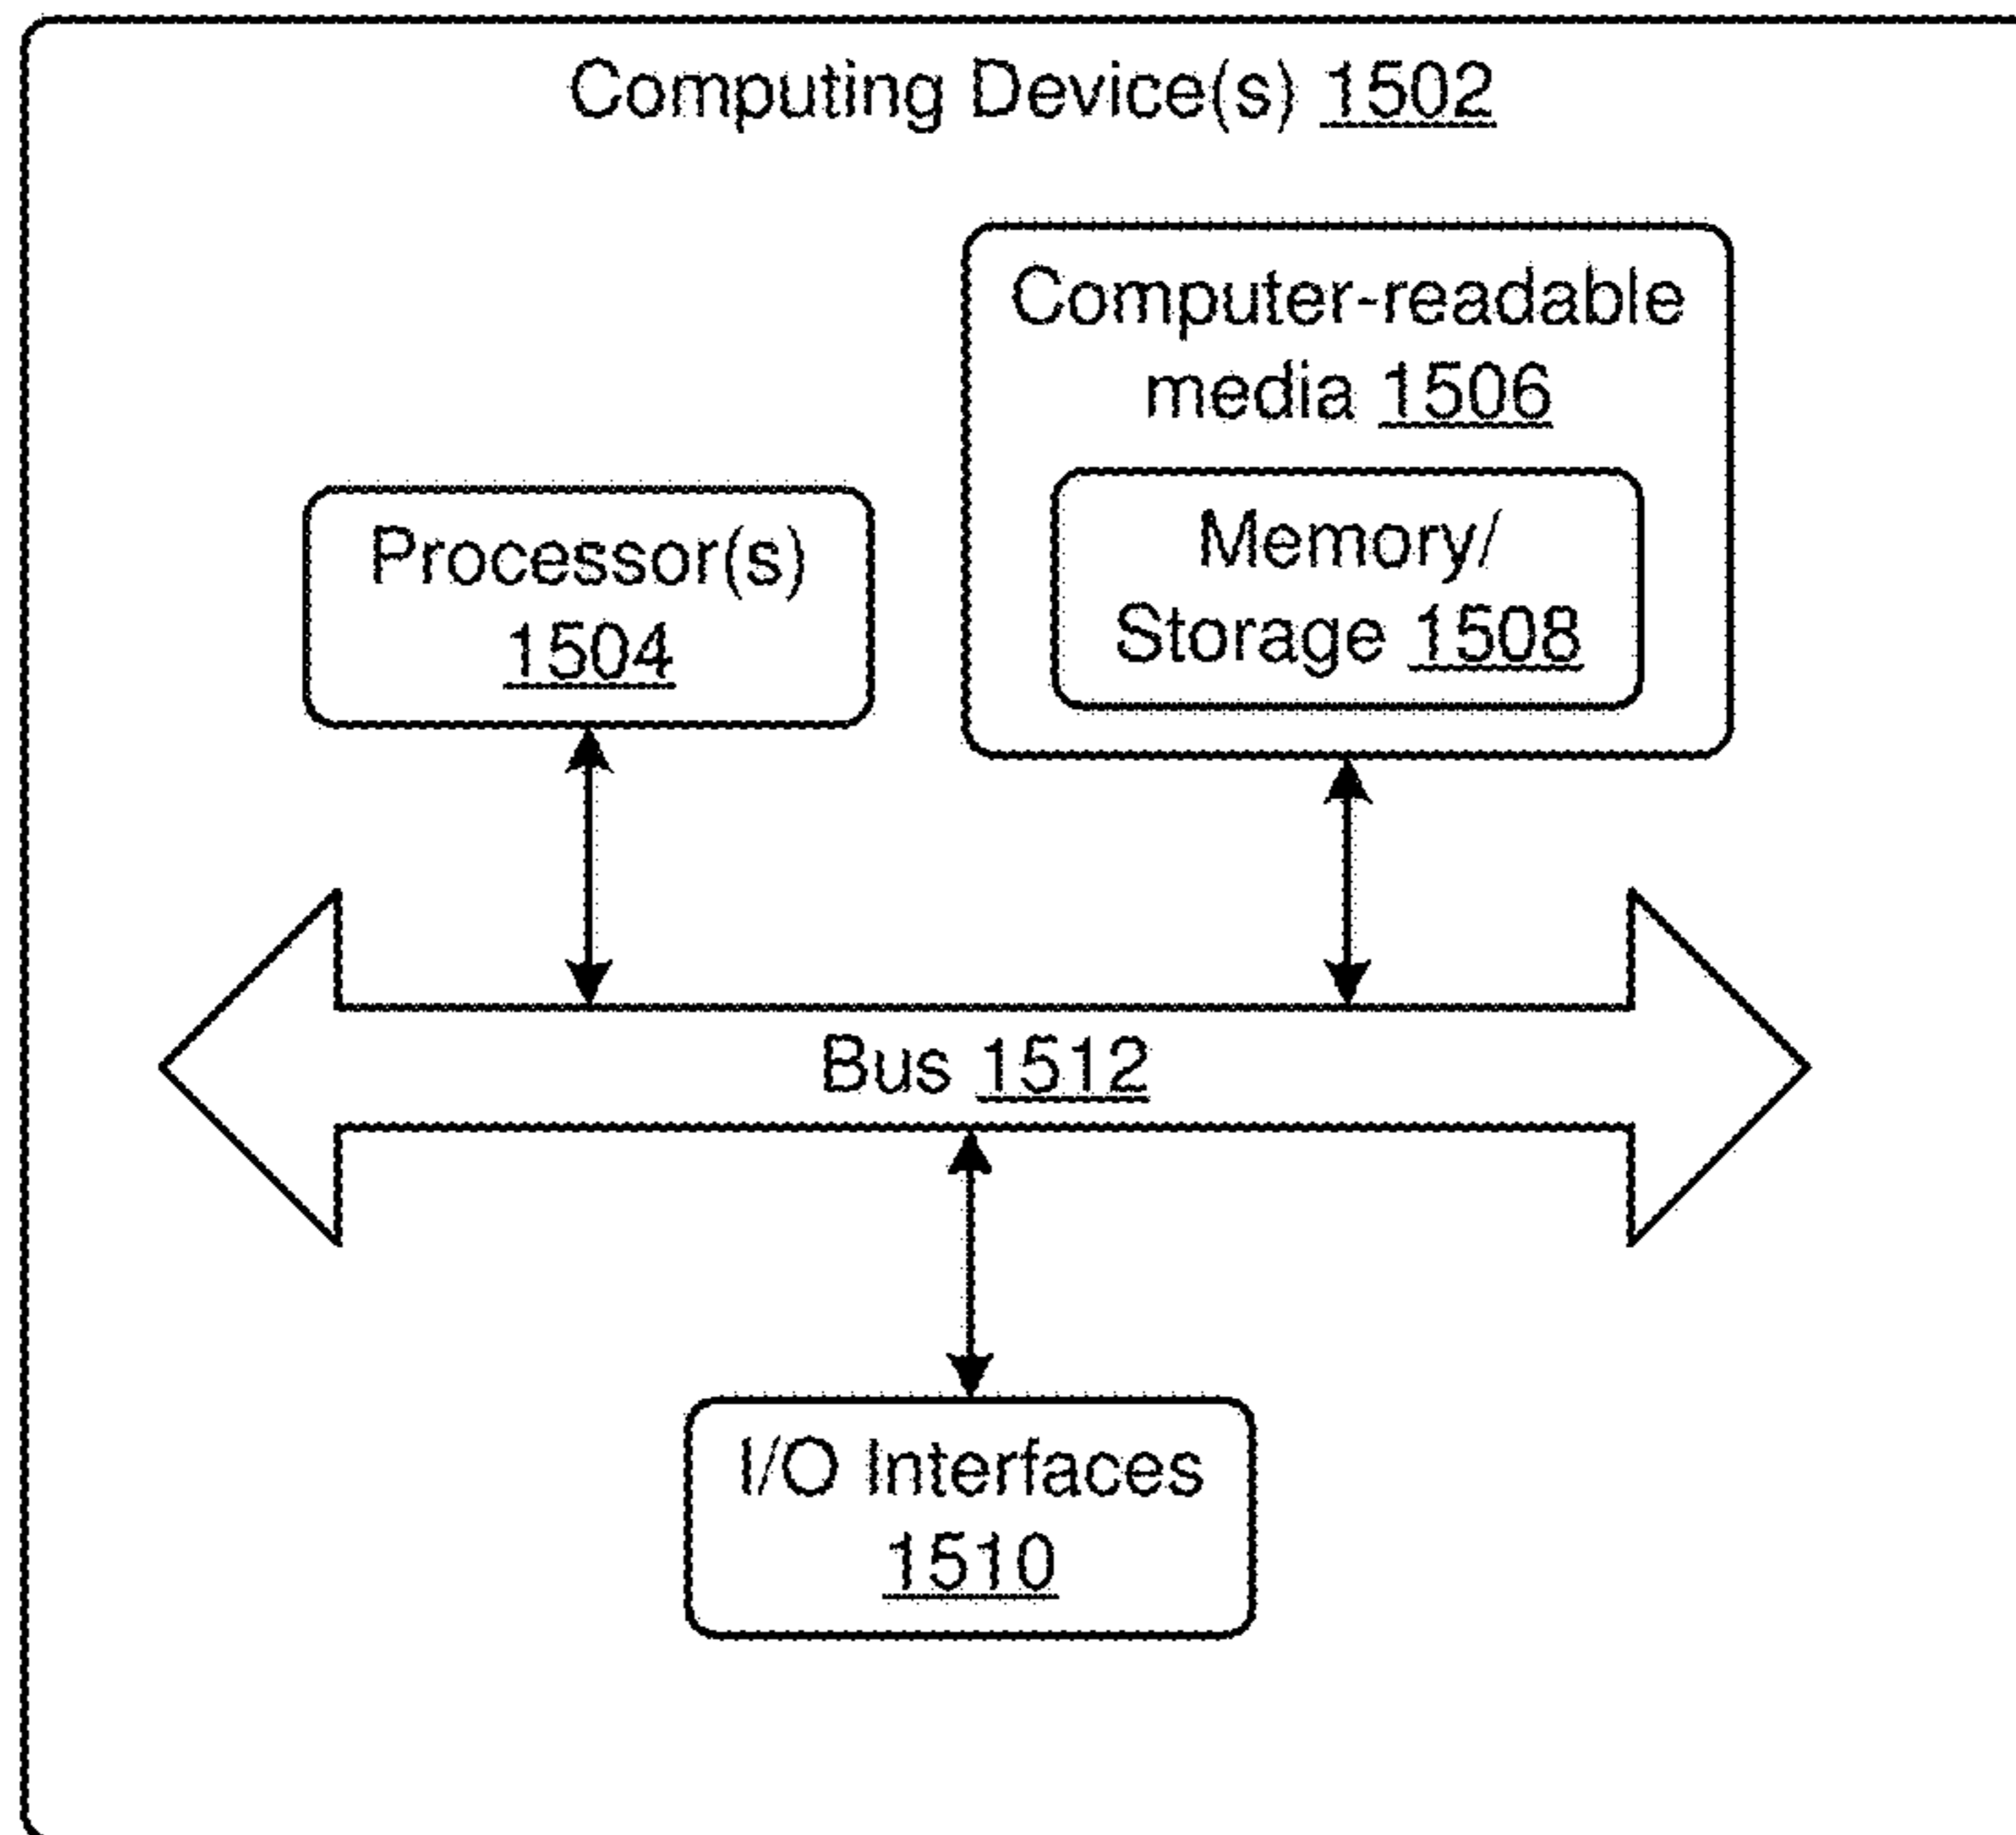 Computing Device(s) 1502
Computer-readable
media 1506
Processor(s)
1504
Memory/
Storage 1508
Bus 1512
I/O Interfaces
1510